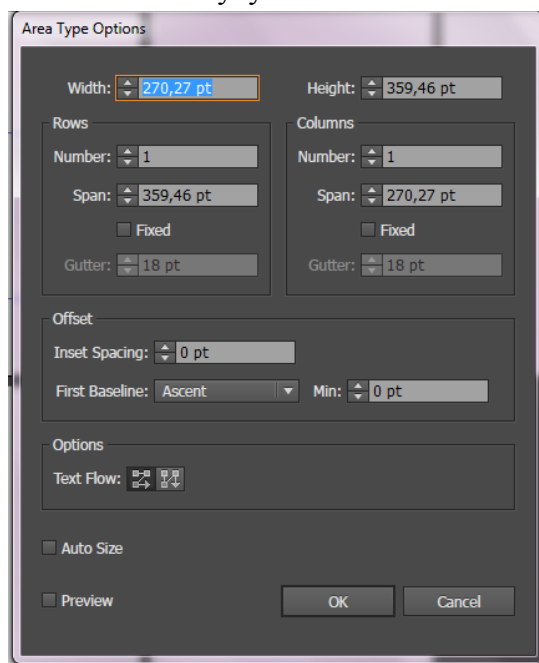 Area Type Options
Width: 270,27 pt Height: 359,46 pt
Rows Columns
Number: 1 Number: 1
Span: 359,46 pt Span: 270,27 pt
Fixed Fixed
Gutter: 18 pt Gutter: 18 pt
Offset
Inset Spacing: 0 pt
First Baseline: Ascent Min: 0 pt
Options
Text Flow:
Auto Size
Preview OK Cancel